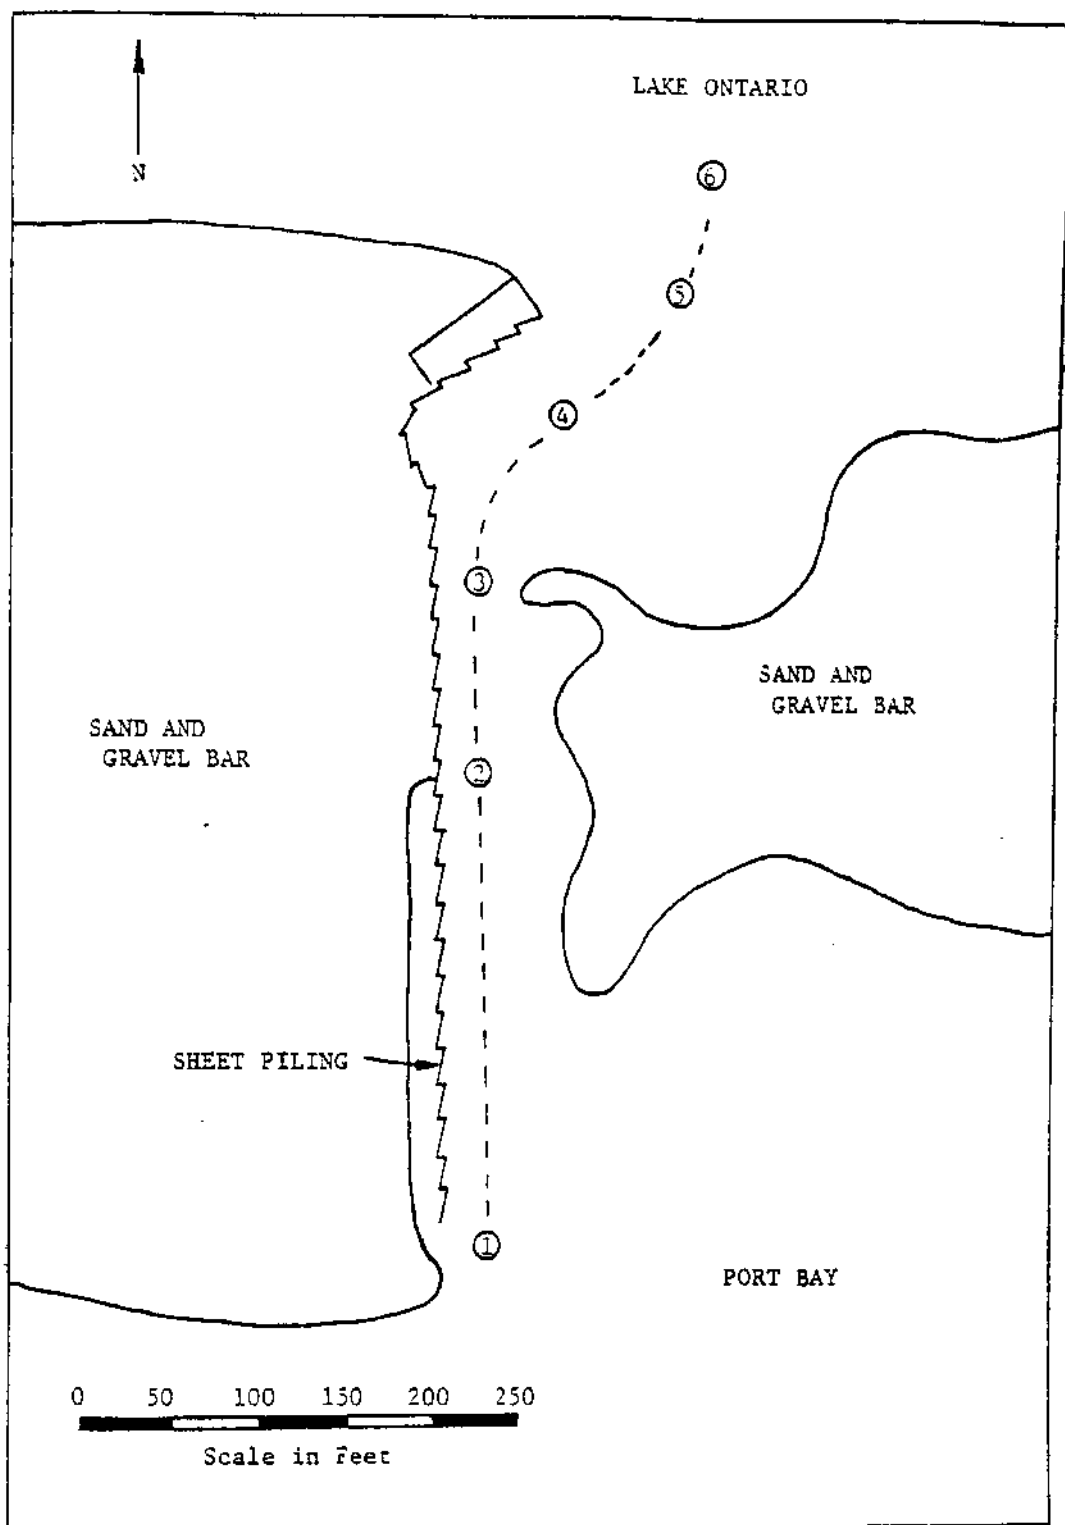 LAKE ONTARIO
N
6
5
4
3
SAND AND
GRAVEL BAR
SAND AND
GRAVEL BAR
2
SHEET PILING
1
PORT BAY
0 50 100 150 200 250
Scale in Feet